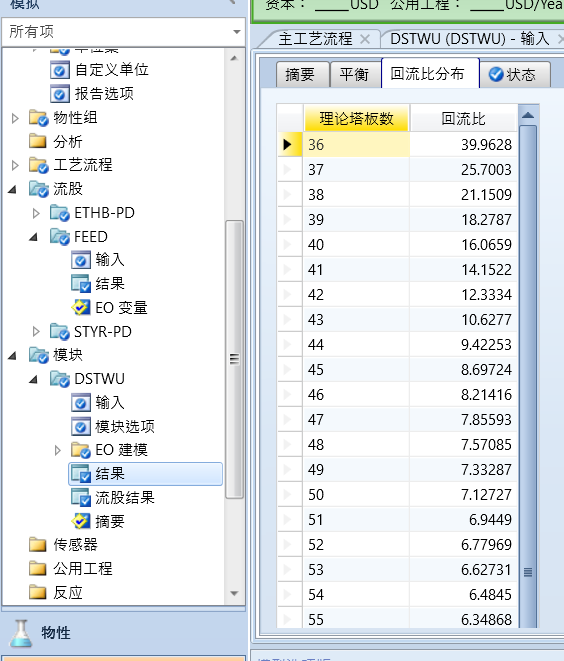 模拟
所有项
单位集
自定义单位
报告选项
物性组
分析
工艺流程
流股
ETHB-PD
FEED
输入
结果
EO 变量
STYR-PD
模块
DSTWU
输入
模块选项
EO 建模
结果
流股结果
摘要
传感器
公用工程
反应
物性
资本： _____USD 公用工程： _____USD/Yea
主工艺流程
DSTWU (DSTWU) - 输入
摘要 平衡 回流比分布 状态
理论塔板数 回流比
36 39.9628
37 25.7003
38 21.1509
39 18.2787
40 16.0659
41 14.1522
42 12.3334
43 10.6277
44 9.42253
45 8.69724
46 8.21416
47 7.85593
48 7.57085
49 7.33287
50 7.12727
51 6.9449
52 6.77969
53 6.62731
54 6.4845
55 6.34868